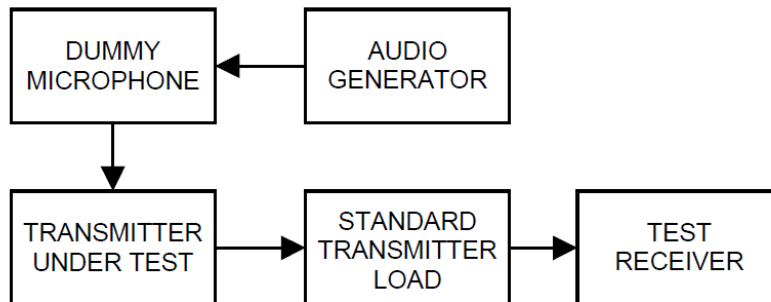 DUMMY
MICROPHONE
AUDIO
GENERATOR
TRANSMITTER
UNDER TEST
STANDARD
TRANSMITTER
LOAD
TEST
RECEIVER